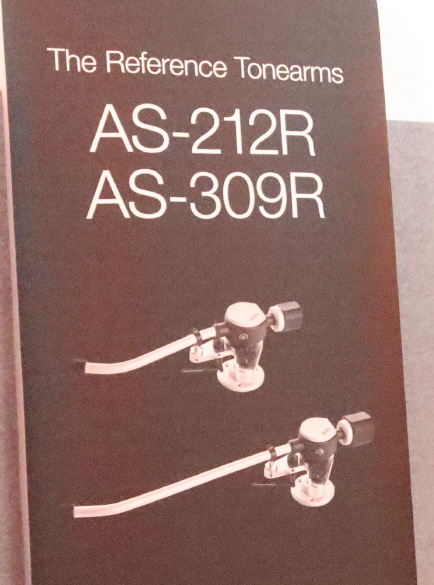 The Reference Tonearms
AS-212R
AS-309R